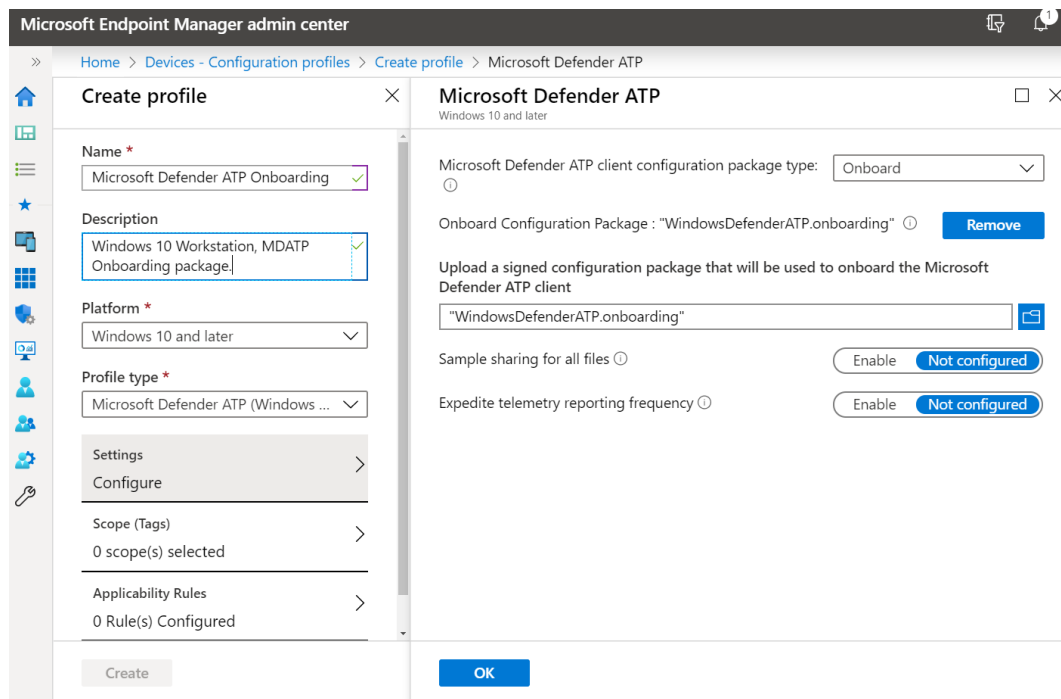 Microsoft Endpoint Manager admin center
1
Home > Devices - Configuration profiles > Create profile > Microsoft Defender ATP
Create profile
Name *
Microsoft Defender ATP Onboarding
Description
Windows 10 Workstation, MDATP
Onboarding package.
Platform *
Windows 10 and later
Profile type *
Microsoft Defender ATP (Windows ...
Settings
Configure
Scope (Tags)
0 scope(s) selected
Applicability Rules
0 Rule(s) Configured
Create
Microsoft Defender ATP
Windows 10 and later
Microsoft Defender ATP client configuration package type:
Onboard
Onboard Configuration Package : "WindowsDefenderATP.onboarding"
Remove
Upload a signed configuration package that will be used to onboard the Microsoft
Defender ATP client
"WindowsDefenderATP.onboarding"
Sample sharing for all files
Enable Not configured
Expedite telemetry reporting frequency
Enable Not configured
OK